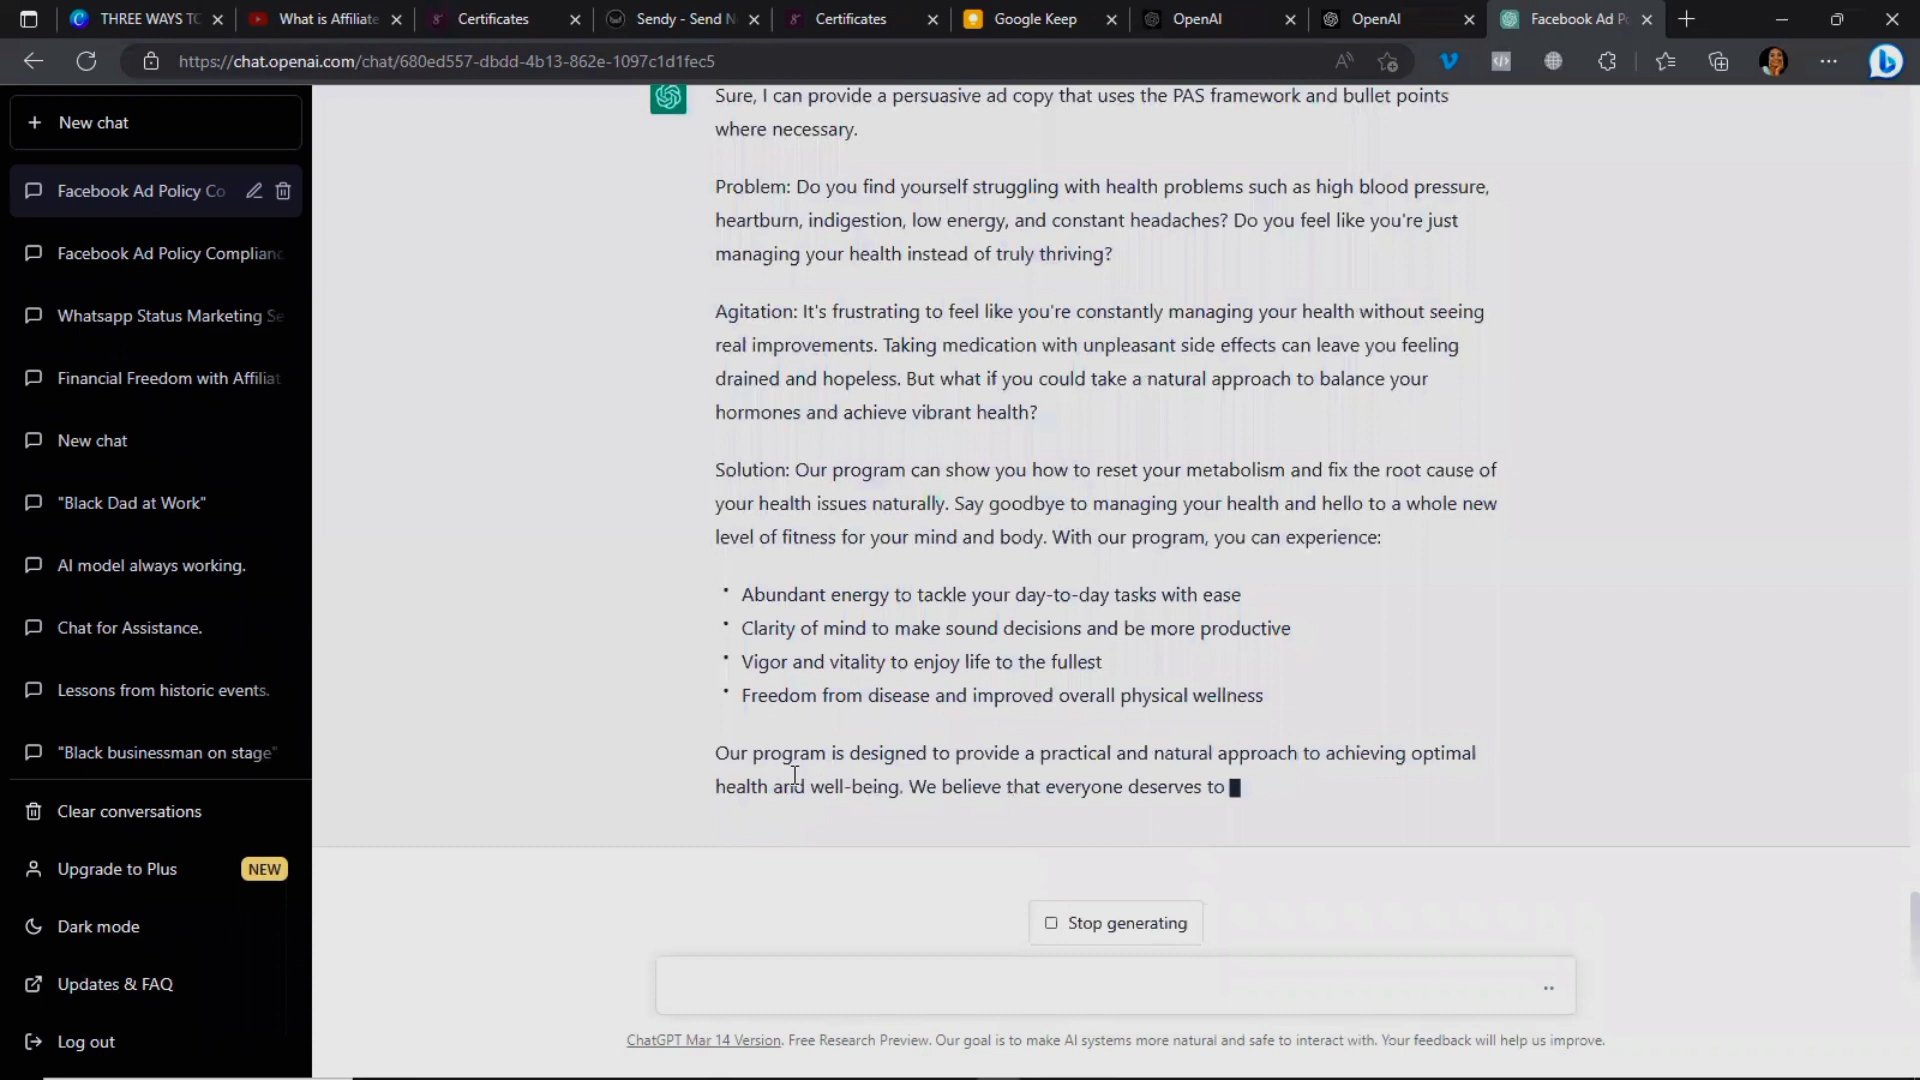 THREE WAYS TO
What is Affiliate
Certificates
Sendy - Send N
Certificates
Google Keep
OpenAI
OpenAI
Facebook Ad Po
https://chat.openai.com/chat/680ed557-dbdd-4b13-862e-1097c1d1fec5
New chat
Facebook Ad Policy Co
Facebook Ad Policy Complianc
Whatsapp Status Marketing Se
Financial Freedom with Affiliat
New chat
"Black Dad at Work"
AI model always working.
Chat for Assistance.
Lessons from historic events.
"Black businessman on stage"
Clear conversations
Upgrade to Plus
NEW
Dark mode
Updates & FAQ
Log out
Sure, I can provide a persuasive ad copy that uses the PAS framework and bullet points
where necessary.
Problem: Do you find yourself struggling with health problems such as high blood pressure,
heartburn, indigestion, low energy, and constant headaches? Do you feel like you're just
managing your health instead of truly thriving?
Agitation: It's frustrating to feel like you're constantly managing your health without seeing
real improvements. Taking medication with unpleasant side effects can leave you feeling
drained and hopeless. But what if you could take a natural approach to balance your
hormones and achieve vibrant health?
Solution: Our program can show you how to reset your metabolism and fix the root cause of
your health issues naturally. Say goodbye to managing your health and hello to a whole new
level of fitness for your mind and body. With our program, you can experience:
• Abundant energy to tackle your day-to-day tasks with ease
• Clarity of mind to make sound decisions and be more productive
• Vigor and vitality to enjoy life to the fullest
• Freedom from disease and improved overall physical wellness
Our program is designed to provide a practical and natural approach to achieving optimal
health and well-being. We believe that everyone deserves to
Stop generating
ChatGPT Mar 14 Version. Free Research Preview. Our goal is to make AI systems more natural and safe to interact with. Your feedback will help us improve.